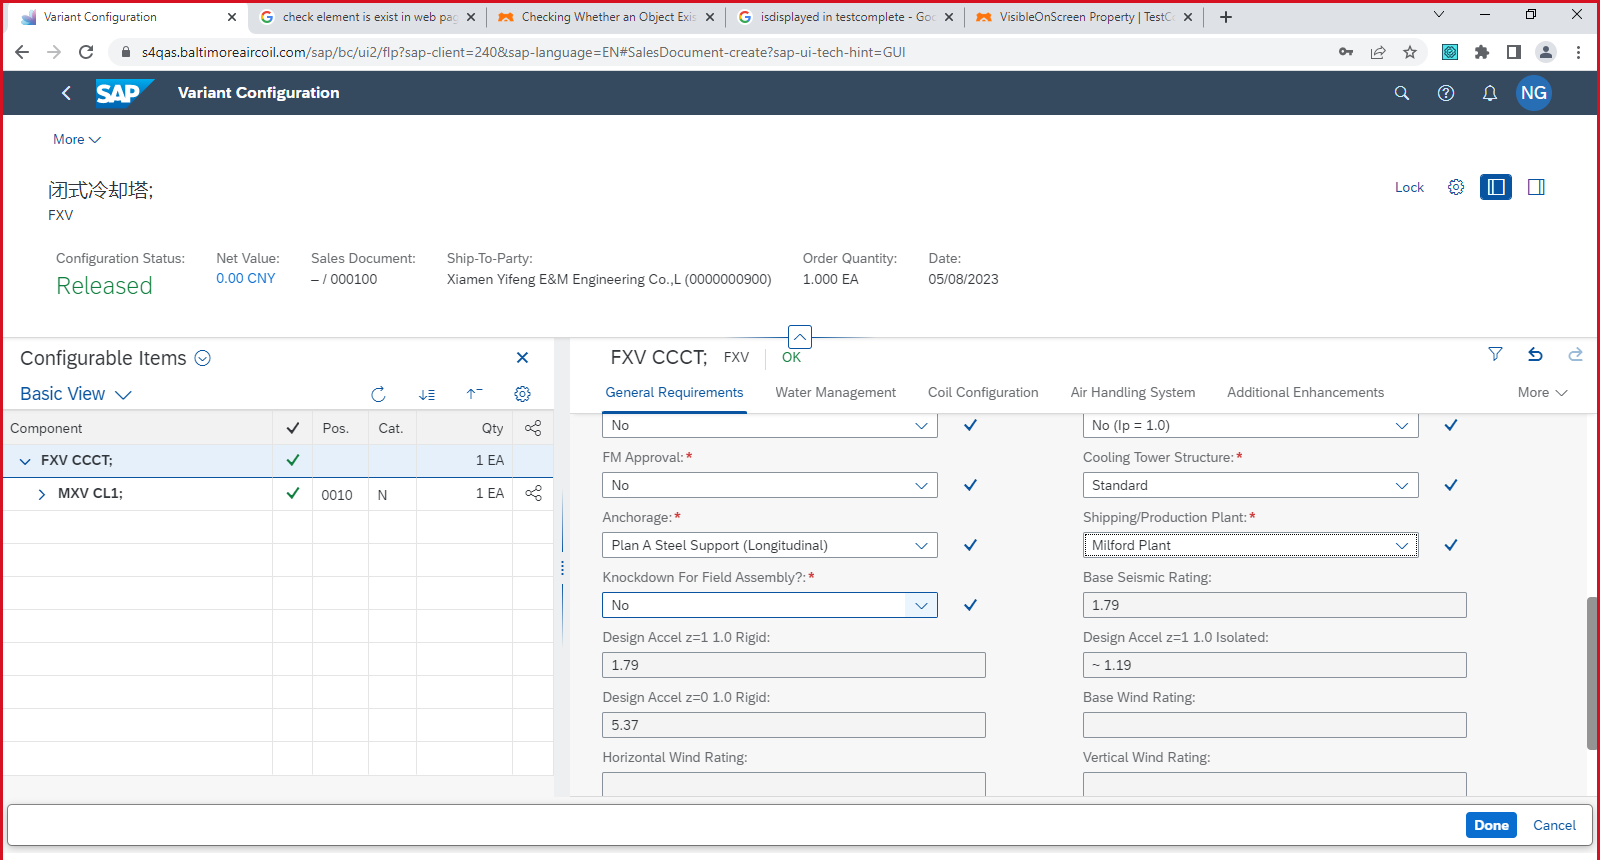 Variant Configuration
check element is exist in web pag
Checking Whether an Object Exis
isdisplayed in testcomplete - Goo
VisibleOnScreen Property | TestCo
s4qas.baltimoreaircoil.com/sap/bc/ui2/flp?sap-client=240&sap-language=EN#SalesDocument-create?sap-ui-tech-hint=GUI
SAP Variant Configuration NG
More
闭式冷却塔;
FXV
Lock
Configuration Status: Net Value: Sales Document: Ship-To-Party: Order Quantity: Date:
Released 0.00 CNY – / 000100 Xiamen Yifeng E&M Engineering Co.,L (0000000900) 1.000 EA 05/08/2023
Configurable Items
Basic View
Component Pos. Cat. Qty
FXV CCCT; 1 EA
MXV CL1; 0010 N 1 EA
FXV CCCT; FXV OK
General Requirements Water Management Coil Configuration Air Handling System Additional Enhancements More
No No (Ip = 1.0)
FM Approval:* Cooling Tower Structure:*
No Standard
Anchorage:* Shipping/Production Plant:*
Plan A Steel Support (Longitudinal) Milford Plant
Knockdown For Field Assembly?:* Base Seismic Rating:
No 1.79
Design Accel z=1 1.0 Rigid: Design Accel z=1 1.0 Isolated:
1.79 ~ 1.19
Design Accel z=0 1.0 Rigid: Base Wind Rating:
5.37
Horizontal Wind Rating: Vertical Wind Rating:
Done Cancel